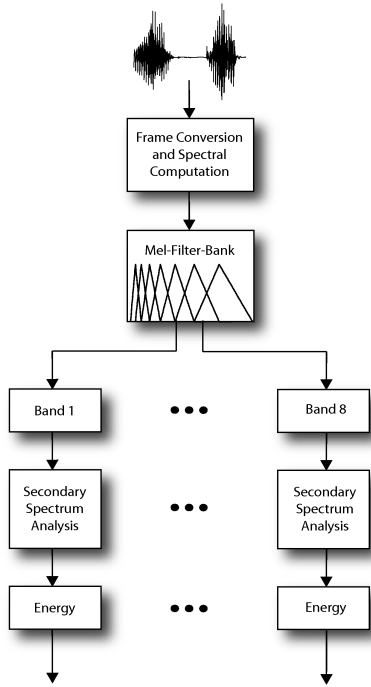 Frame Conversion
and Spectral
Computation
Mel-Filter-Bank
Band 1
Band 8
Secondary
Spectrum
Analysis
Secondary
Spectrum
Analysis
Energy
Energy